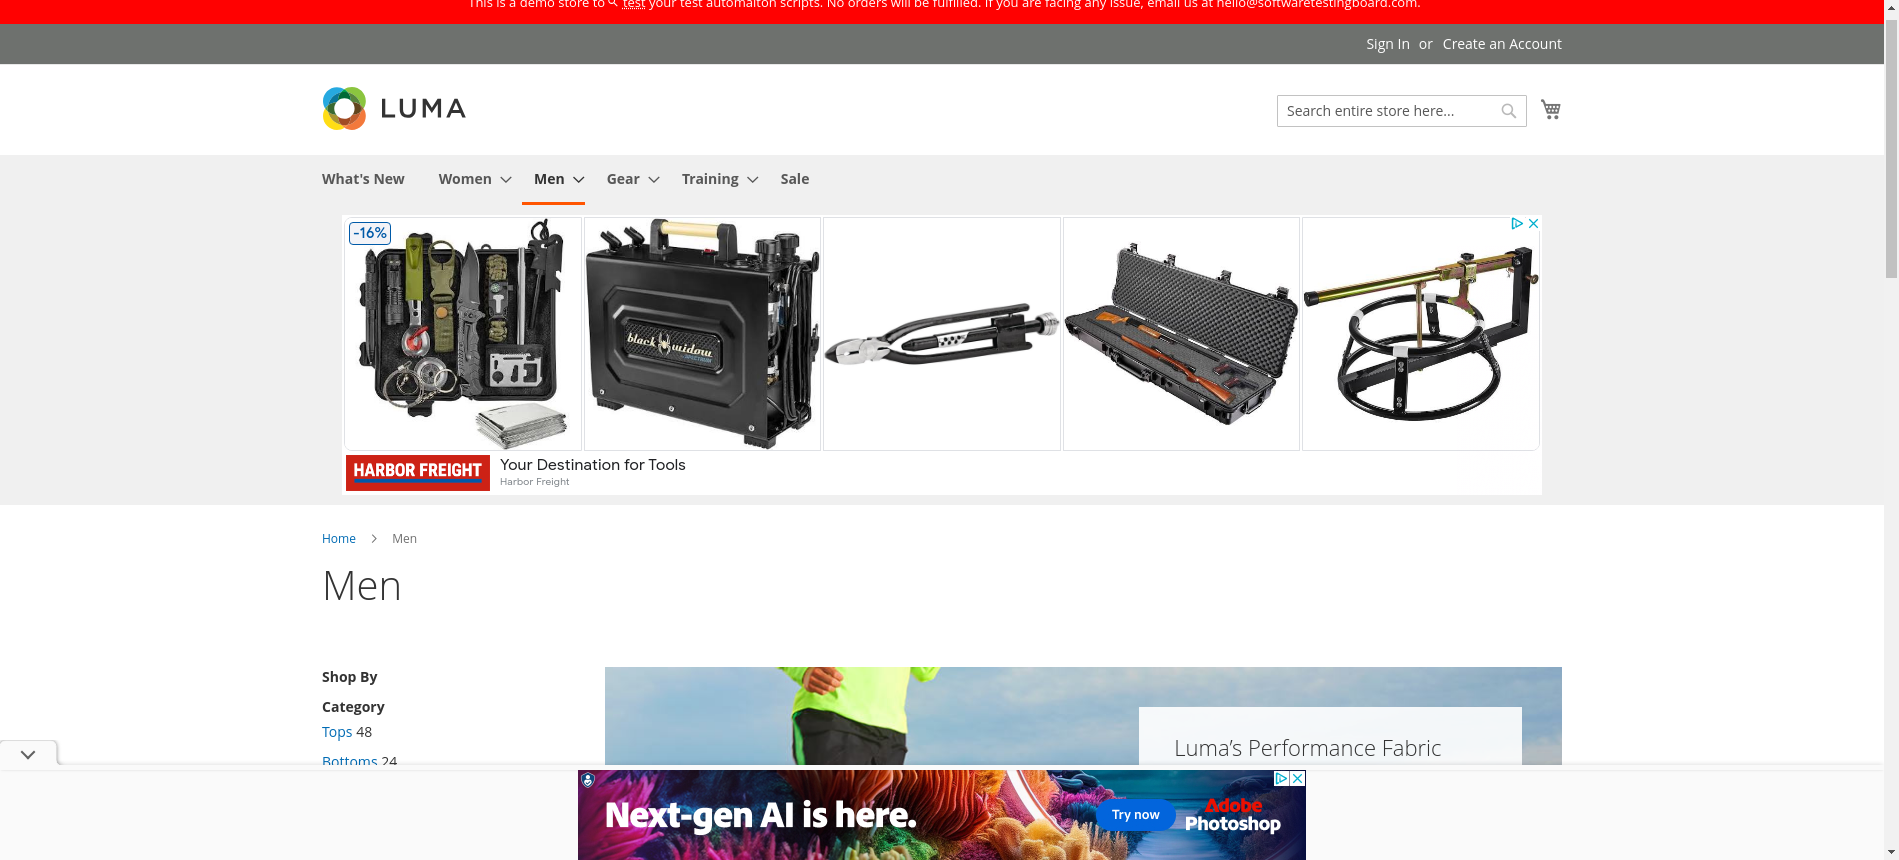 This is a demo store to test your test automaiton scripts. No orders will be fulfilled. If you are facing any issue, email us at hello@softwaretestingboard.com.
Sign In or Create an Account
LUMA
Search entire store here...
What's New Women Men Gear Training Sale
-16%
black widow
HARBOR FREIGHT
Your Destination for Tools
Harbor Freight
Home Men
Men
Shop By
Category
Tops 48
Bottoms 24
Luma's Performance Fabric
Next-gen AI is here.
Try now
Adobe
Photoshop